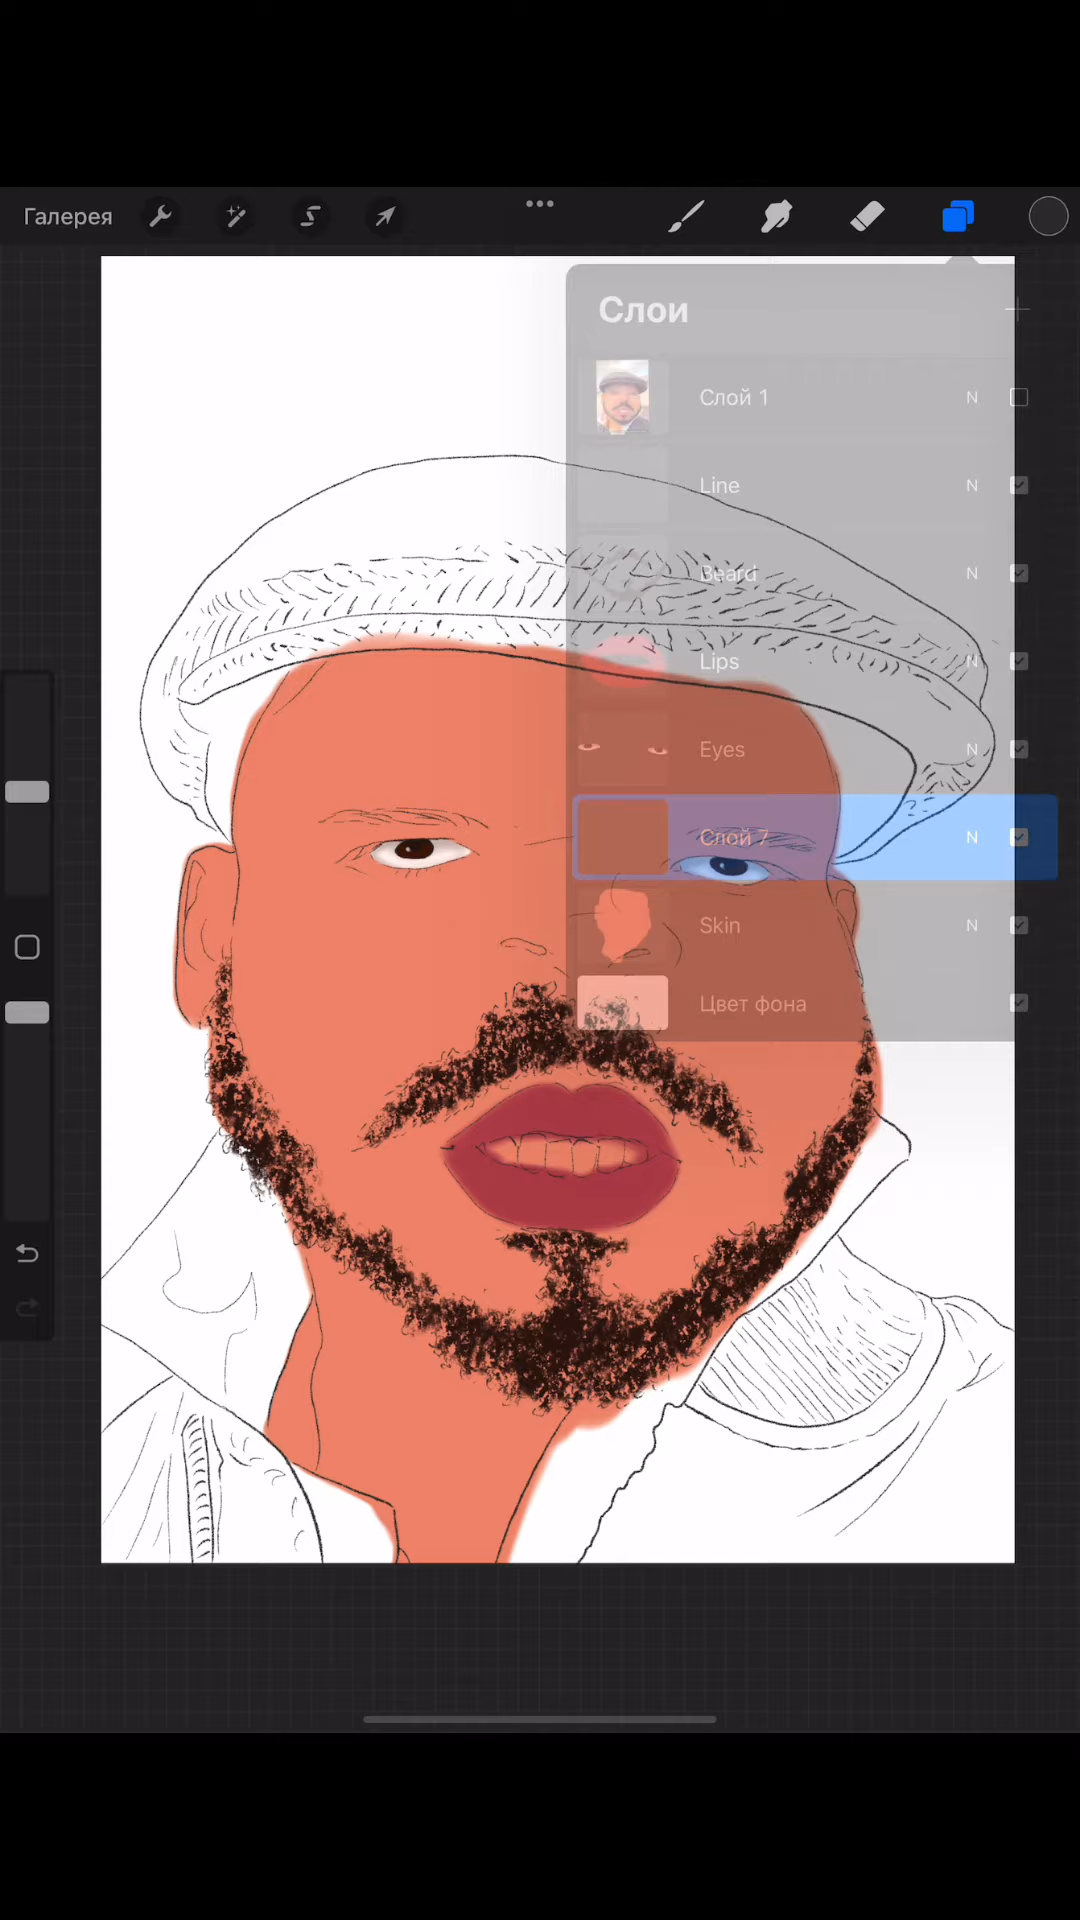 Галерея
Слои
Слой 1 N
Line N
Beard N
Lips N
Eyes N
Слой 7 N
Skin N
Цвет фона